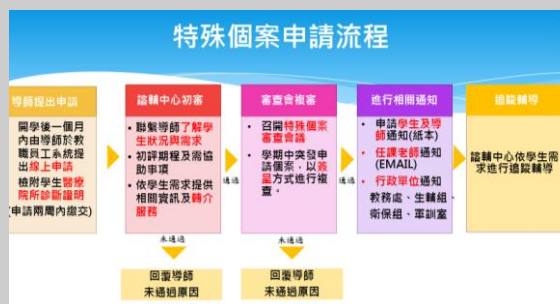 特殊個案申請流程
導師提出申請
開學後一個月
內由導師於教
職員工系統提
出線上申請
檢附學生醫療
院所診斷證明
(申請兩周內繳交)
諮輔中心初審
• 聯繫導師了解學
生狀況與需求
• 初評期程及需協
助事項
• 依學生需求提供
相關資訊及轉介
服務
通過
未通過
回覆導師
未通過原因
審查會複審
• 召開特殊個案
審查會議
• 學期中突發申
請個案，以簽
呈方式進行複
查。
通過
未通過
回覆導師
未通過原因
進行相關通知
• 申請學生及導
師通知(紙本)
• 任課老師通知
(EMAIL)
• 行政單位通知
教務處、生輔組、
衛保組、軍訓室
追蹤輔導
諮輔中心依學生需
求進行追蹤輔導